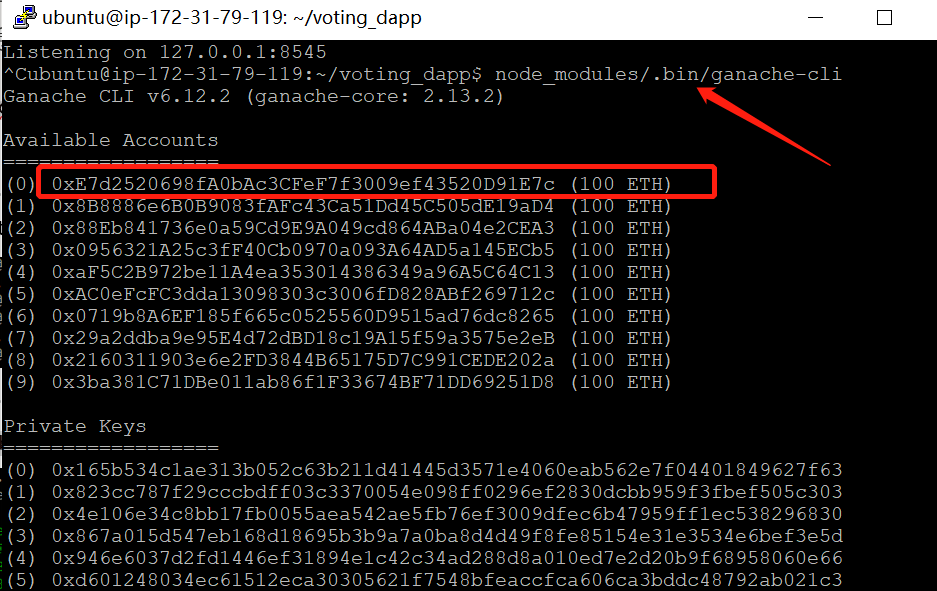 ubuntu@ip-172-31-79-119: ~/voting_dapp
Listening on 127.0.0.1:8545
^Cubuntu@ip-172-31-79-119:~/voting_dapp$ node_modules/.bin/ganache-cli
Ganache CLI v6.12.2 (ganache-core: 2.13.2)
Available Accounts
==================
(0) 0xE7d2520698fA0bAc3CFeF7f3009ef43520D91E7c (100 ETH)
(1) 0x8B8886e6B0B9083fAFc43Ca51Dd45C505dE19aD4 (100 ETH)
(2) 0x88Eb841736e0a59Cd9E9A049cd864ABa04e2CEA3 (100 ETH)
(3) 0x0956321A25c3fF40Cb0970a093A64AD5a145ECb5 (100 ETH)
(4) 0xaF5C2B972be11A4ea353014386349a96A5C64C13 (100 ETH)
(5) 0xAC0eFcFC3dda13098303c3006fD828ABf269712c (100 ETH)
(6) 0x0719b8A6EF185f665c0525560D9515ad76dc8265 (100 ETH)
(7) 0x29a2ddba9e95E4d72dBD18c19A15f59a3575e2eB (100 ETH)
(8) 0x2160311903e6e2FD3844B65175D7C991CEDE202a (100 ETH)
(9) 0x3ba381C71DBe011ab86f1F33674BF71DD69251D8 (100 ETH)
Private Keys
==================
(0) 0x165b534c1ae313b052c63b211d41445d3571e4060eab562e7f04401849627f63
(1) 0x823cc787f29cccbdff03c3370054e098ff0296ef2830dcbb959f3fbef505c303
(2) 0x4e106e34c8bb17fb0055aea542ae5fb76ef3009dfec6b47959ff1ec538296830
(3) 0x867a015d547eb168d18695b3b9a7a0ba8d4d49f8fe85154e31e3534e6bef3e5d
(4) 0x946e6037d2fd1446ef31894e1c42c34ad288d8a010ed7e2d20b9f68958060e66
(5) 0xd601248034ec61512eca30305621f7548bfeaccfca606ca3bddc48792ab021c3